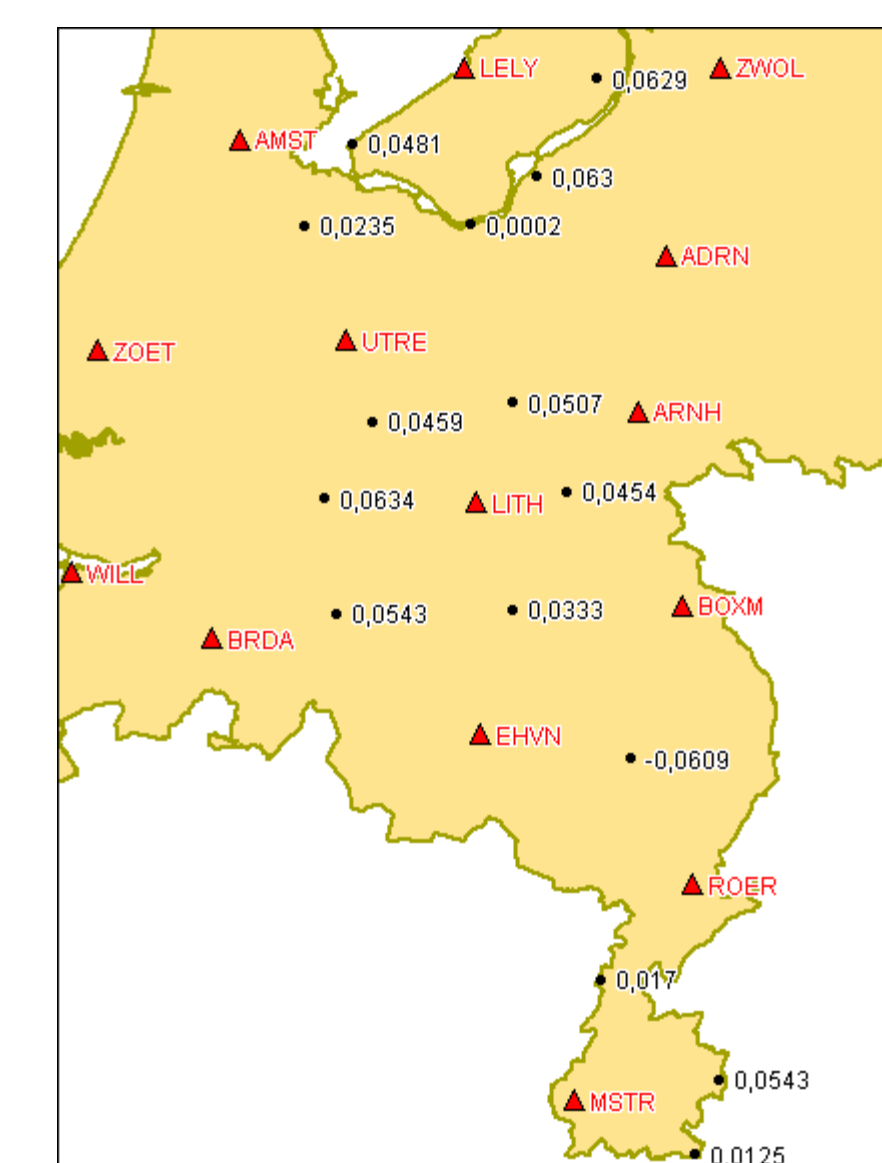 LELY
ZWOL
0,0629
AMST
0,0481
0,063
0,0235
0,0002
ADRN
UTRE
ZOET
0,0507
ARNH
0,0459
0,0454
0,0634
LITH
WILL
BOXM
0,0543
0,0333
BRDA
EHVN
-0,0609
ROER
0,017
0,0543
MSTR
0,0125